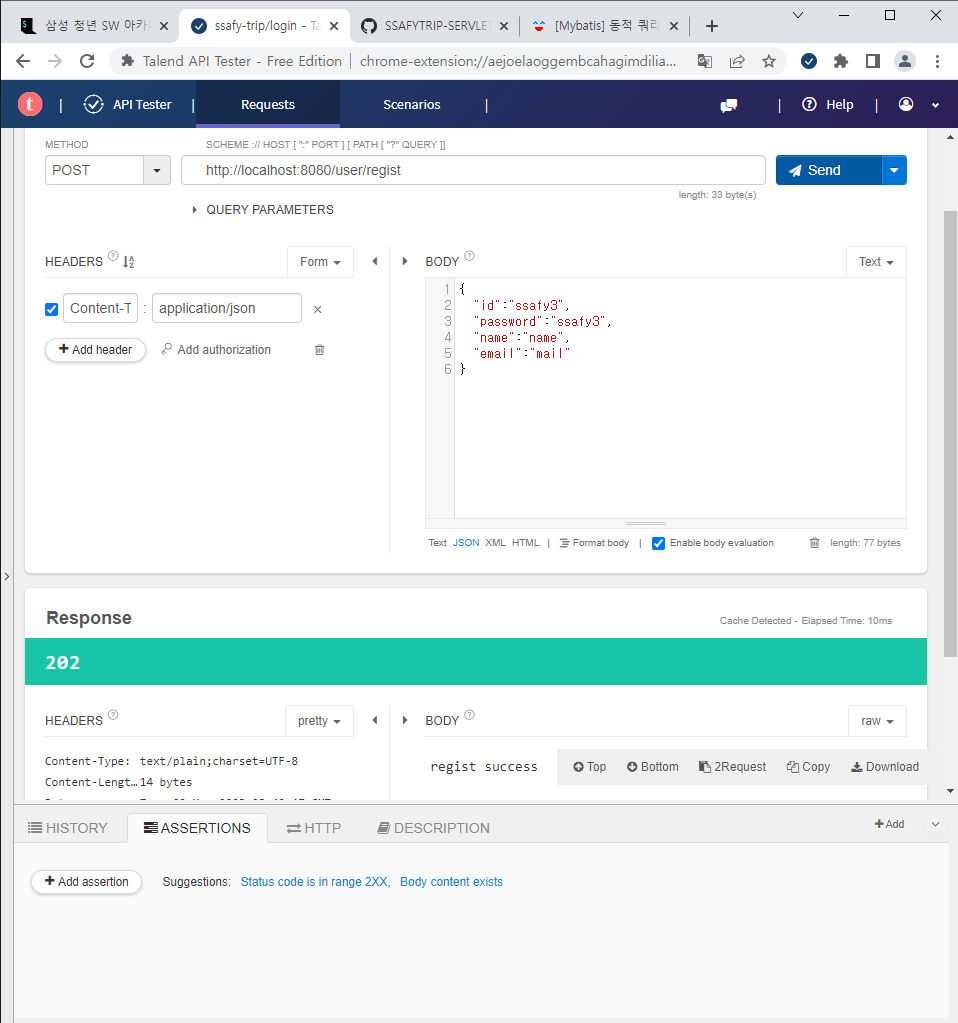 삼성 청년 SW 아카
ssafy-trip/login - Ta
SSAFYTRIP-SERVLE
[Mybatis] 동적 쿼리
Talend API Tester - Free Edition | chrome-extension://aejoelaoggembcahagimdilia...
t | API Tester | Requests Scenarios | | Help |
METHOD SCHEME :// HOST [ ":" PORT ] [ PATH [ "?" QUERY ]]
POST http://localhost:8080/user/regist Send
length: 33 byte(s)
QUERY PARAMETERS
HEADERS ? Form
BODY ? Text
Content-T : application/json ×
+ Add header Add authorization
1 {
2 "id":"ssafy3",
3 "password":"ssafy3",
4 "name":"name",
5 "email":"mail"
6 }
Text JSON XML HTML | Format body | Enable body evaluation length: 77 bytes
Response
Cache Detected - Elapsed Time: 10ms
202
HEADERS ? pretty
BODY ? raw
Content-Type: text/plain;charset=UTF-8
Content-Lengt… 14 bytes
regist success
Top Bottom 2Request Copy Download
HISTORY ASSERTIONS HTTP DESCRIPTION +Add
+ Add assertion Suggestions: Status code is in range 2XX, Body content exists